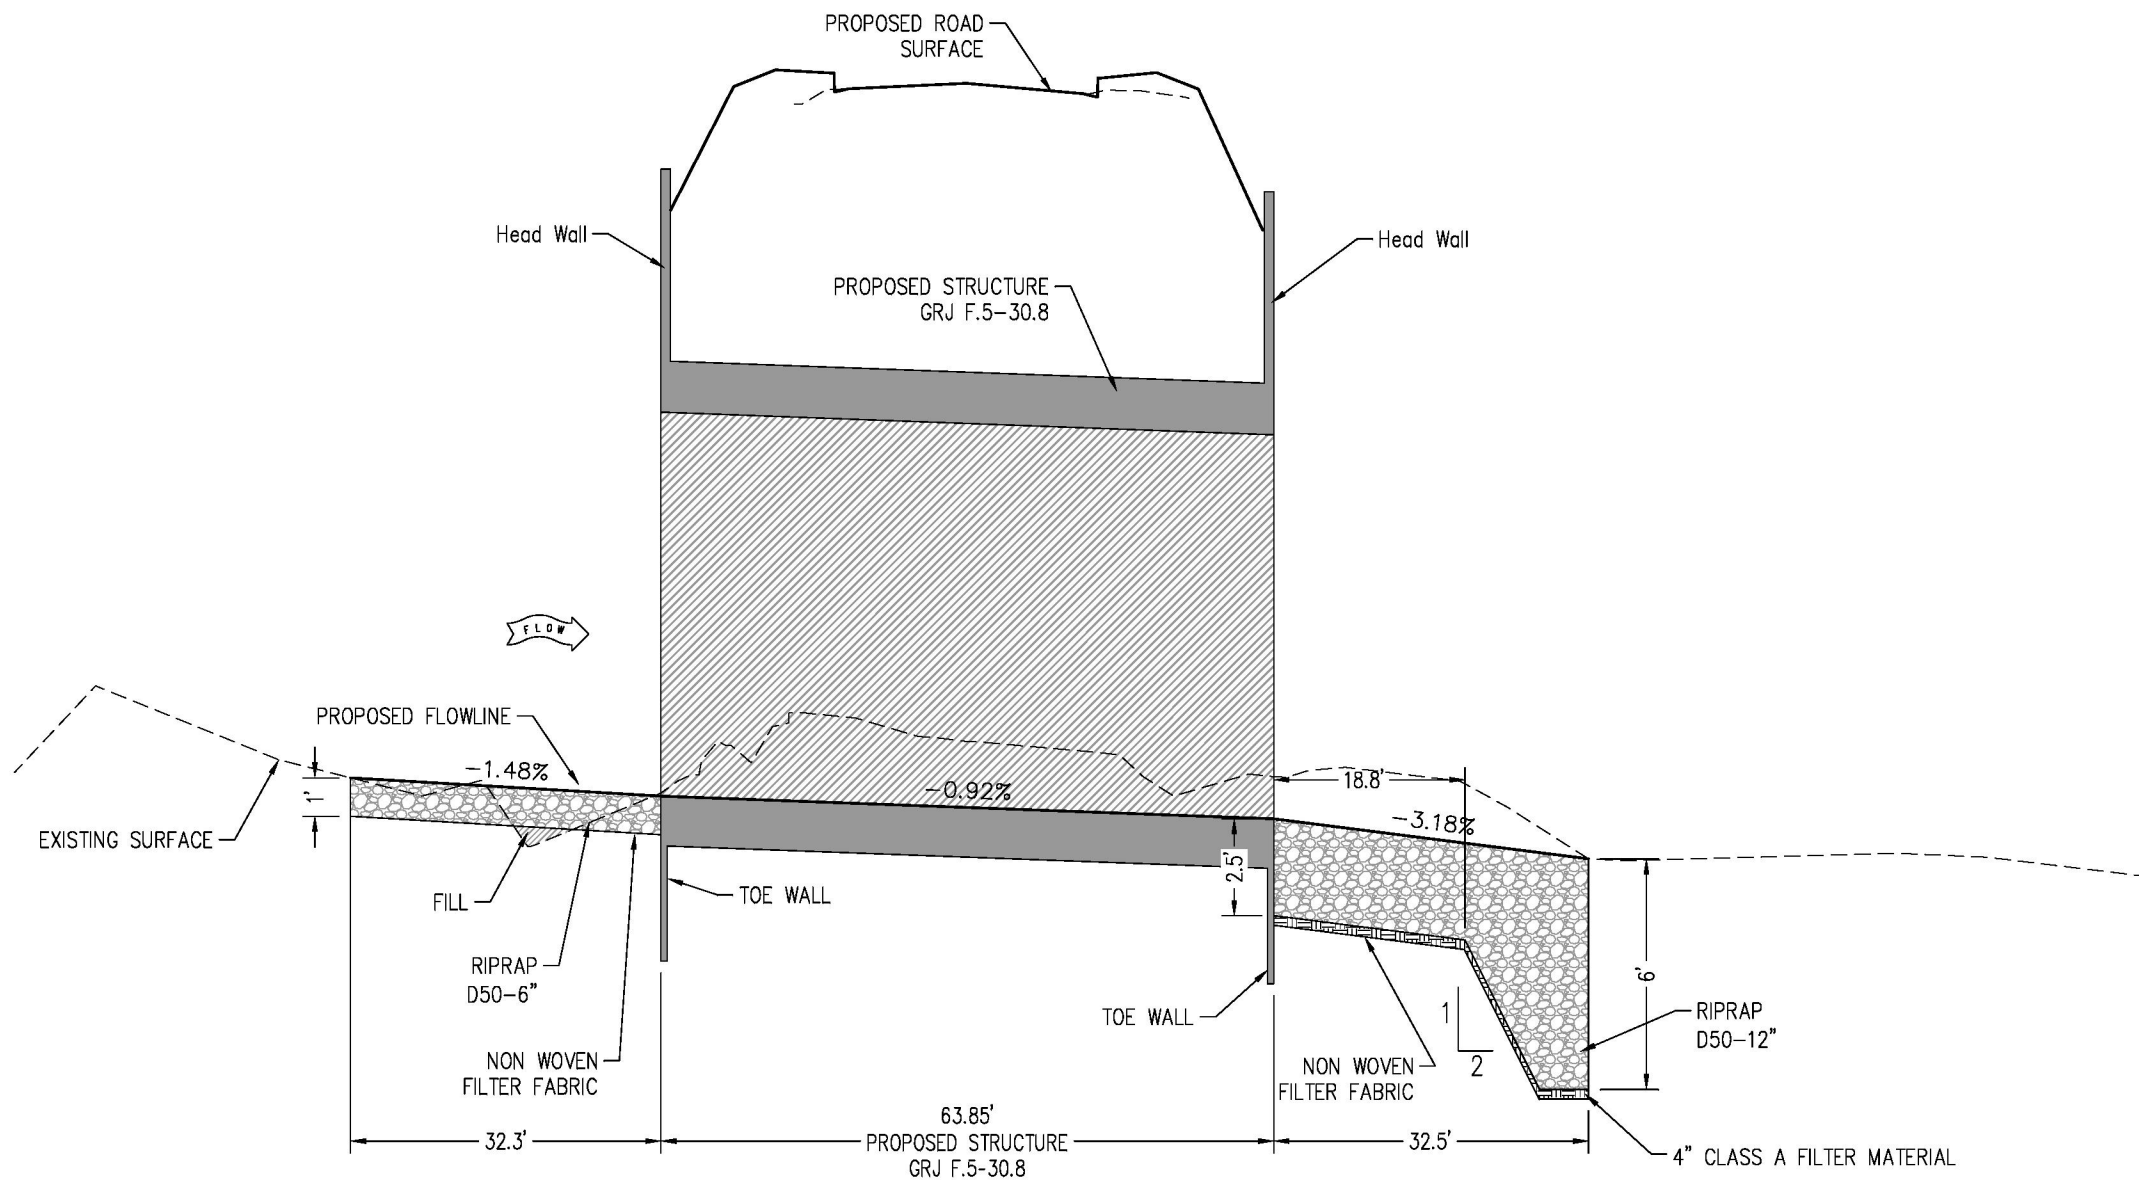 PROPOSED ROAD
SURFACE
Head Wall
Head Wall
PROPOSED STRUCTURE
GRJ F.5-30.8
FLOW
PROPOSED FLOWLINE
-1.48%
-0.92%
18.8'
-3.18%
1'
EXISTING SURFACE
2.5'
FILL
TOE WALL
6'
RIPRAP
D50-6"
TOE WALL
1
2
RIPRAP
D50-12"
NON WOVEN
FILTER FABRIC
NON WOVEN
FILTER FABRIC
32.3'
63.85'
PROPOSED STRUCTURE
GRJ F.5-30.8
32.5'
4" CLASS A FILTER MATERIAL